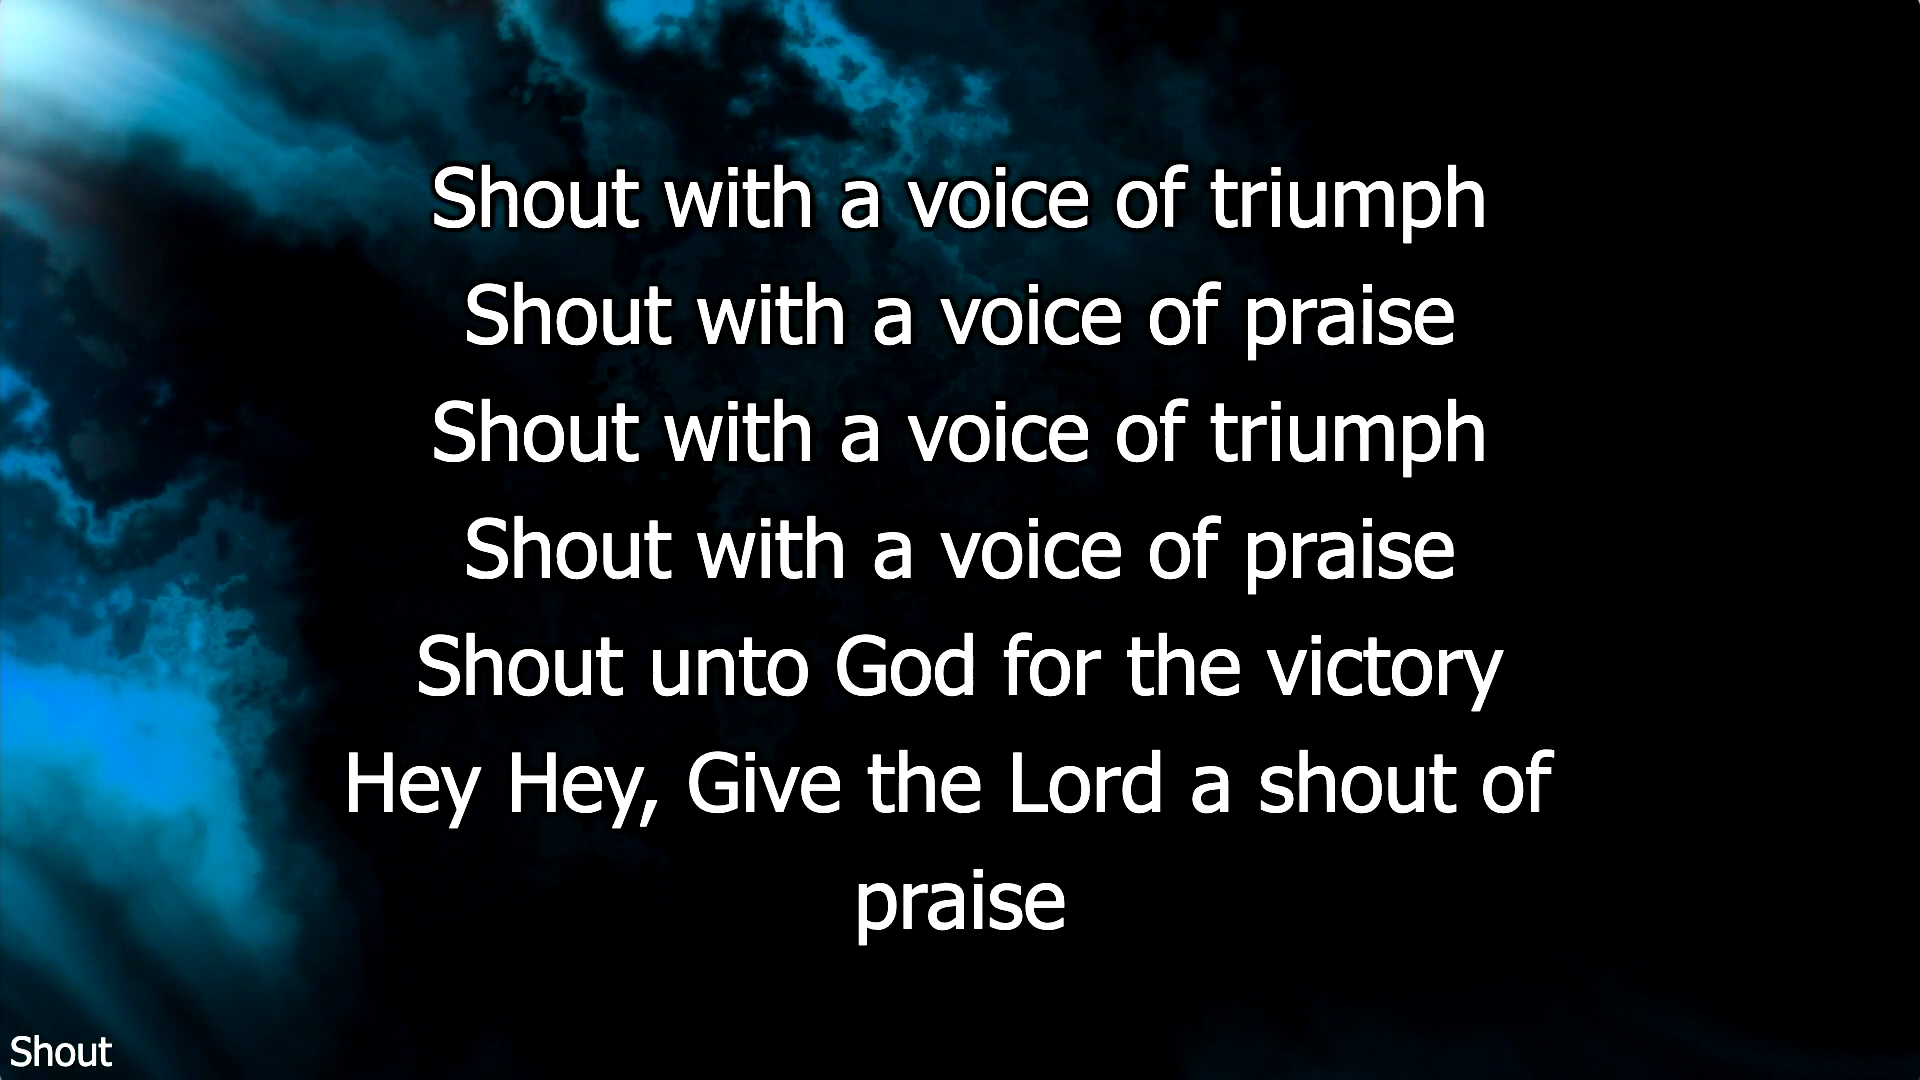 Shout with a voice of triumph
Shout with a voice of praise
Shout with a voice of triumph
Shout with a voice of praise
Shout unto God for the victory
Hey Hey, Give the Lord a shout of
praise
Shout